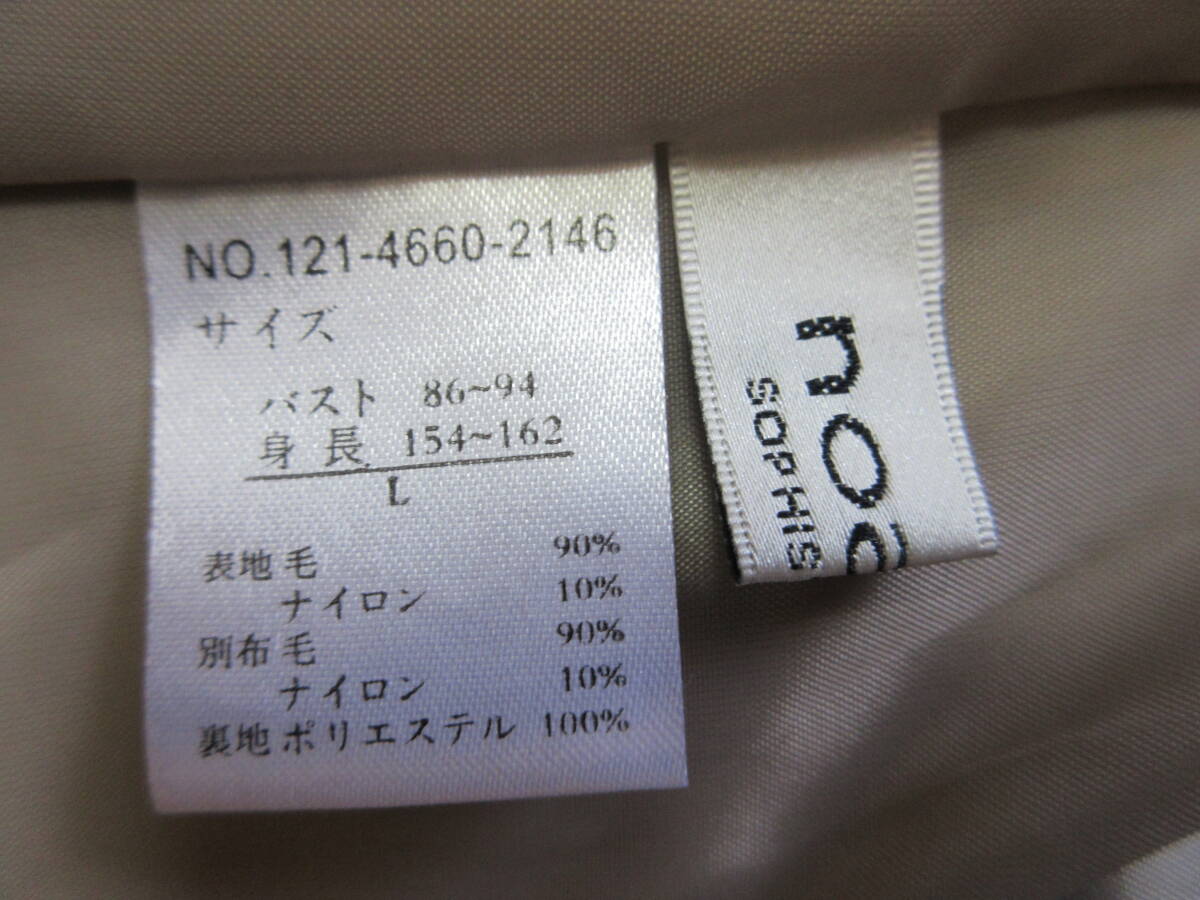 NO.121-4660-2146
サイズ
バスト 86~94
身長 154~162
L
表地 毛 90%
ナイロン 10%
別布 毛 90%
ナイロン 10%
裏地 ポリエステル 100%